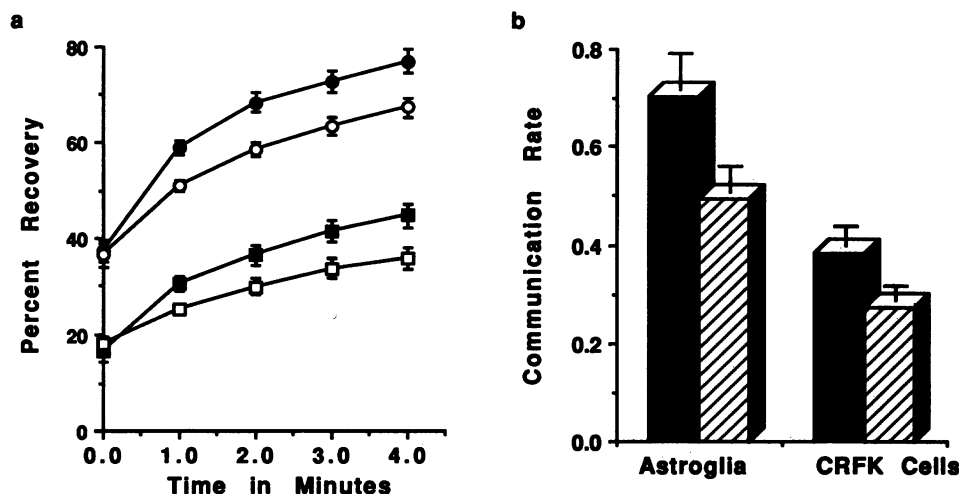 a
80
60
40
20
0
Percent Recovery
0.0 1.0 2.0 3.0 4.0
Time in Minutes
b
0.8
0.6
0.4
0.2
0.0
Communication Rate
Astroglia CRFK Cells